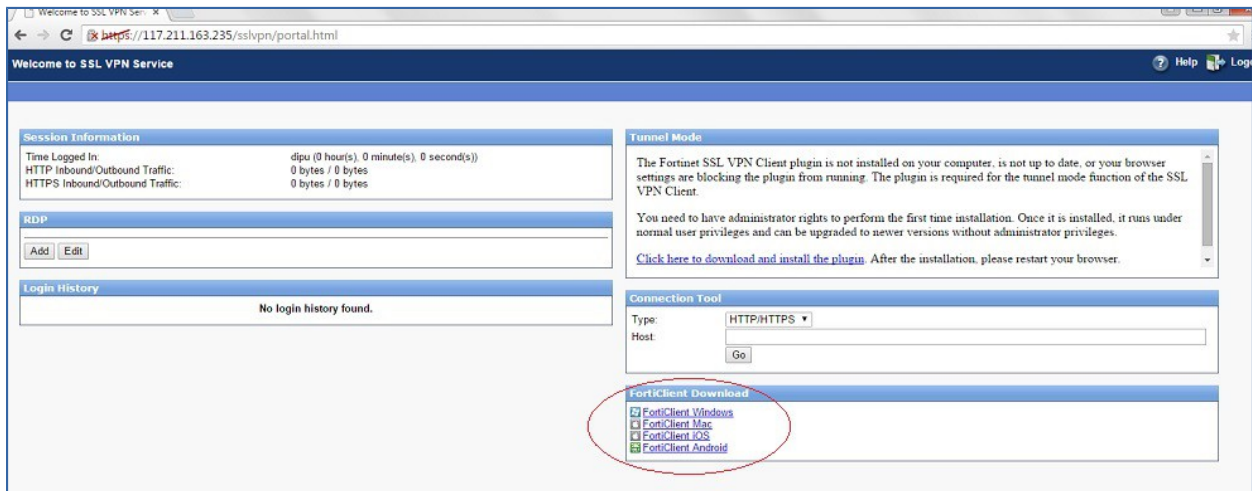 Welcome to SSL VPN Ser
https://117.211.163.235/sslvpn/portal.html
Welcome to SSL VPN Service
Help
Session Information
Time Logged In: dipu (0 hour(s), 0 minute(s), 0 second(s))
HTTP Inbound/Outbound Traffic: 0 bytes / 0 bytes
HTTPS Inbound/Outbound Traffic: 0 bytes / 0 bytes
RDP
Add Edit
Login History
No login history found.
Tunnel Mode
The Fortinet SSL VPN Client plugin is not installed on your computer, is not up to date, or your browser
settings are blocking the plugin from running. The plugin is required for the tunnel mode function of the SSL
VPN Client.
You need to have administrator rights to perform the first time installation. Once it is installed, it runs under
normal user privileges and can be upgraded to newer versions without administrator privileges.
Click here to download and install the plugin. After the installation, please restart your browser.
Connection Tool
Type: HTTP/HTTPS
Host:
Go
FortiClient Download
FortiClient Windows
FortiClient Mac
FortiClient iOS
FortiClient Android